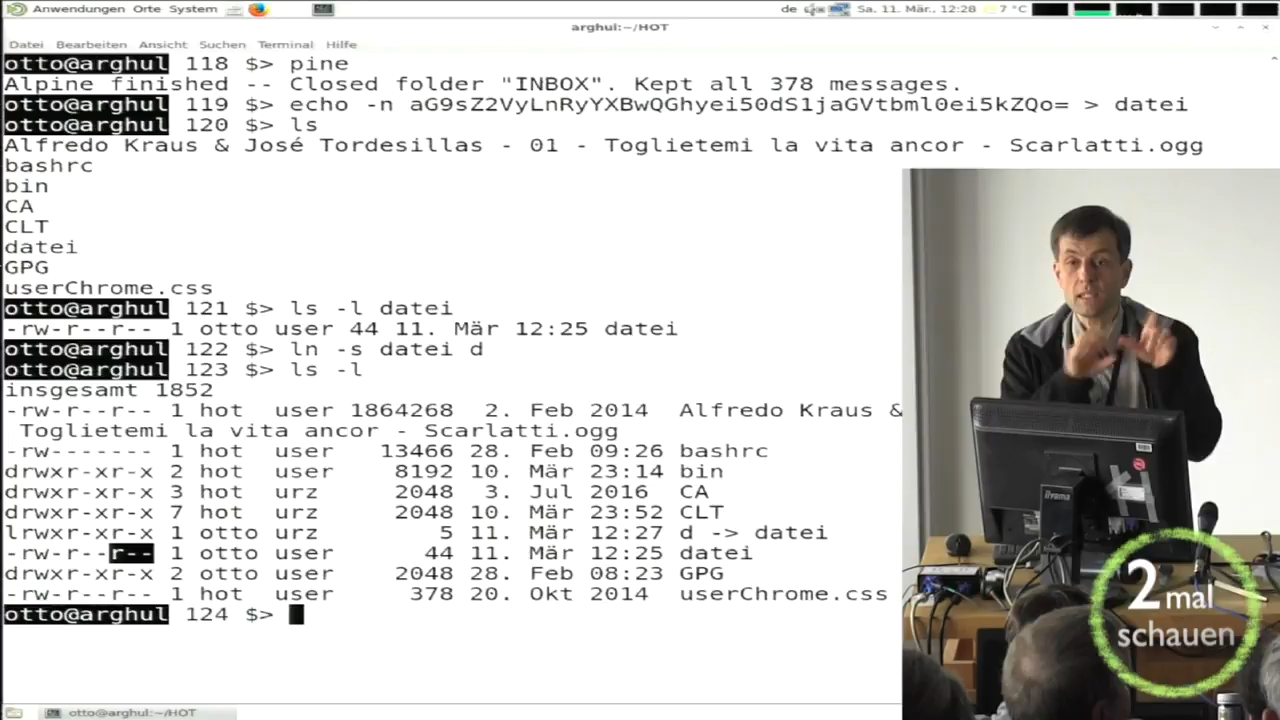 Anwendungen Orte System de Sa. 11. Mär., 12:28 7 °C
arghul:~/HOT
Datei Bearbeiten Ansicht Suchen Terminal Hilfe
otto@arghul 118 $> pine
Alpine finished -- Closed folder "INBOX". Kept all 378 messages.
otto@arghul 119 $> echo -n aG9sZ2VyLnRyYXBwQGhyei50dS1jaGVtbml0ei5kZQo= > datei
otto@arghul 120 $> ls
Alfredo Kraus & José Tordesillas - 01 - Toglietemi la vita ancor - Scarlatti.ogg
bashrc
bin
CA
CLT
datei
GPG
userChrome.css
otto@arghul 121 $> ls -l datei
-rw-r--r-- 1 otto user 44 11. Mär 12:25 datei
otto@arghul 122 $> ln -s datei d
otto@arghul 123 $> ls -l
insgesamt 1852
-rw-r--r-- 1 hot user 1864268 2. Feb 2014 Alfredo Kraus &
Toglietemi la vita ancor - Scarlatti.ogg
-rw------- 1 hot user 13466 28. Feb 09:26 bashrc
drwxr-xr-x 2 hot user 8192 10. Mär 23:14 bin
drwxr-xr-x 3 hot urz 2048 3. Jul 2016 CA
drwxr-xr-x 7 hot urz 2048 10. Mär 23:52 CLT
lrwxr-xr-x 1 otto urz 5 11. Mär 12:27 d -> datei
-rw-r--r-- 1 otto user 44 11. Mär 12:25 datei
drwxr-xr-x 2 otto user 2048 28. Feb 08:23 GPG
-rw-r--r-- 1 hot user 378 20. Okt 2014 userChrome.css
otto@arghul 124 $>
iiyama
2 mal
schauen
otto@arghul:~/HOT